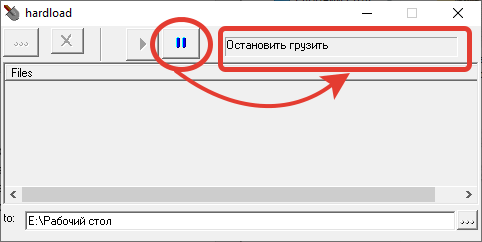 hardload
...
Остановить грузить
Files
to:
E:\Рабочий стол
...